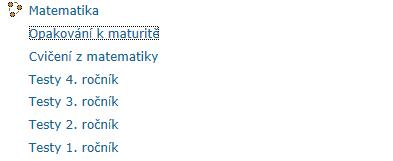 Matematika
Opakování k maturitě
Cvičení z matematiky
Testy 4. ročník
Testy 3. ročník
Testy 2. ročník
Testy 1. ročník